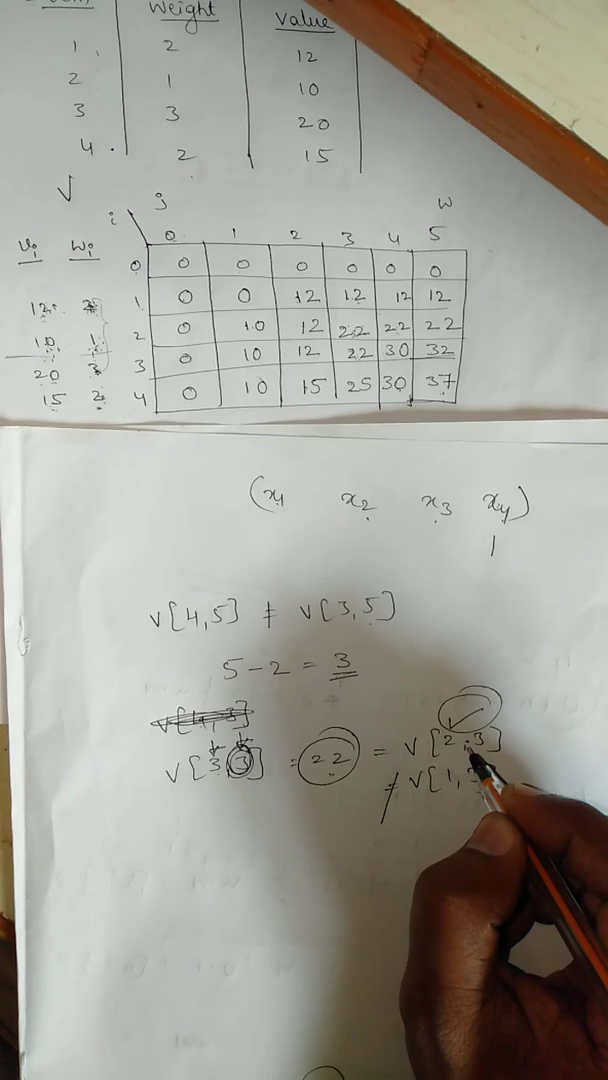 Weight Value
1 2 12
2 1 10
3 3 20
4 2 15
V
j W
i 0 1 2 3 4 5
vi wi
0 0 0 0 0 0 0
12 2 1 0 0 12 12 12 12
10 1 2 0 10 12 22 22 22
20 3 3 0 10 12 22 30 32
15 2 4 0 10 15 25 30 37
(x1 x2 x3 x4)
1
V[4,5] ≠ V[3,5]
5 - 2 = 3
V[3,3] = 22 = V[2,3]
≠ V[1,